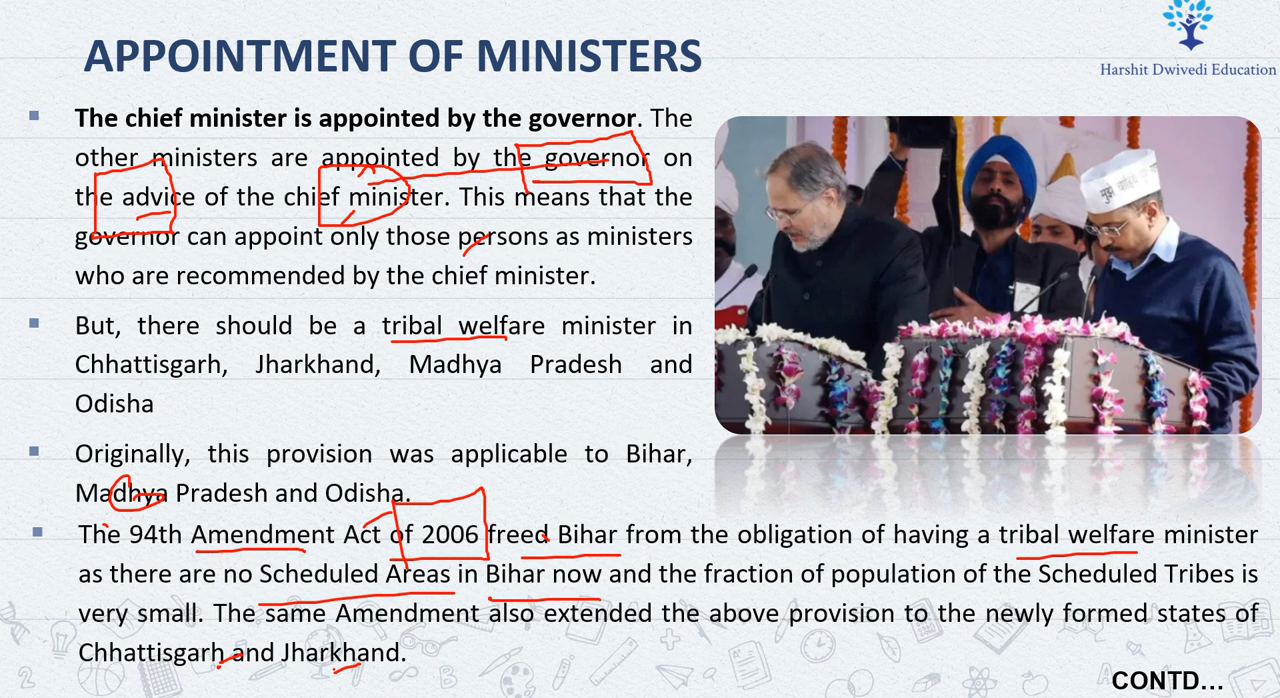 APPOINTMENT OF MINISTERS
Harshit Dwivedi Education
The chief minister is appointed by the governor. The
other ministers are appointed by the governor on
the advice of the chief minister. This means that the
governor can appoint only those persons as ministers
who are recommended by the chief minister.
But, there should be a tribal welfare minister in
Chhattisgarh, Jharkhand, Madhya Pradesh and
Odisha
Originally, this provision was applicable to Bihar,
Madhya Pradesh and Odisha.
The 94th Amendment Act of 2006 freed Bihar from the obligation of having a tribal welfare minister
as there are no Scheduled Areas in Bihar now and the fraction of population of the Scheduled Tribes is
very small. The same Amendment also extended the above provision to the newly formed states of
Chhattisgarh and Jharkhand.
CONTD...